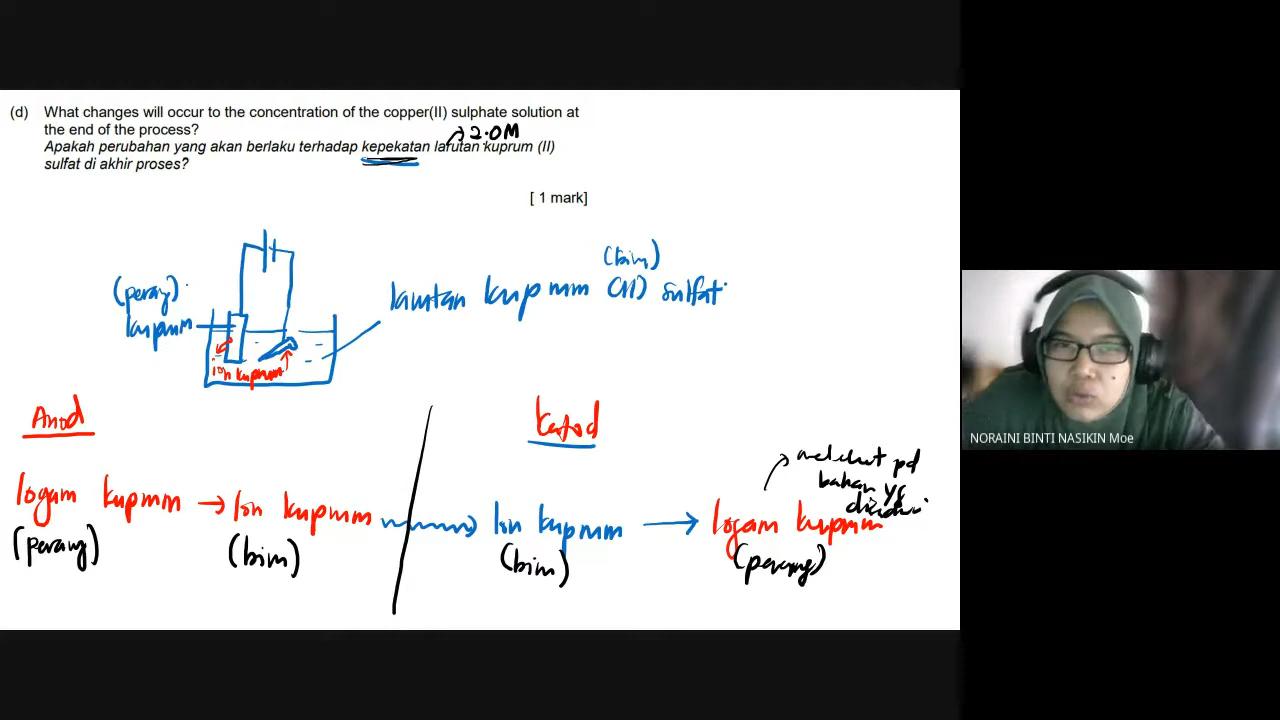 (d) What changes will occur to the concentration of the copper(II) sulphate solution at
the end of the process?
2.0M
Apakah perubahan yang akan berlaku terhadap kepekatan larutan kuprum (II)
sulfat di akhir proses?
[ 1 mark]
(biru)
(perang)
larutan kuprum (II) sulfat
kuprum
ion kuprum
Anod
Katod
melekat pd
bahan yg
logam kuprum → Ion kuprum
Ion kuprum → logam kuprum
(perang)
(biru)
(biru)
(perang)
NORAINI BINTI NASIKIN Moe